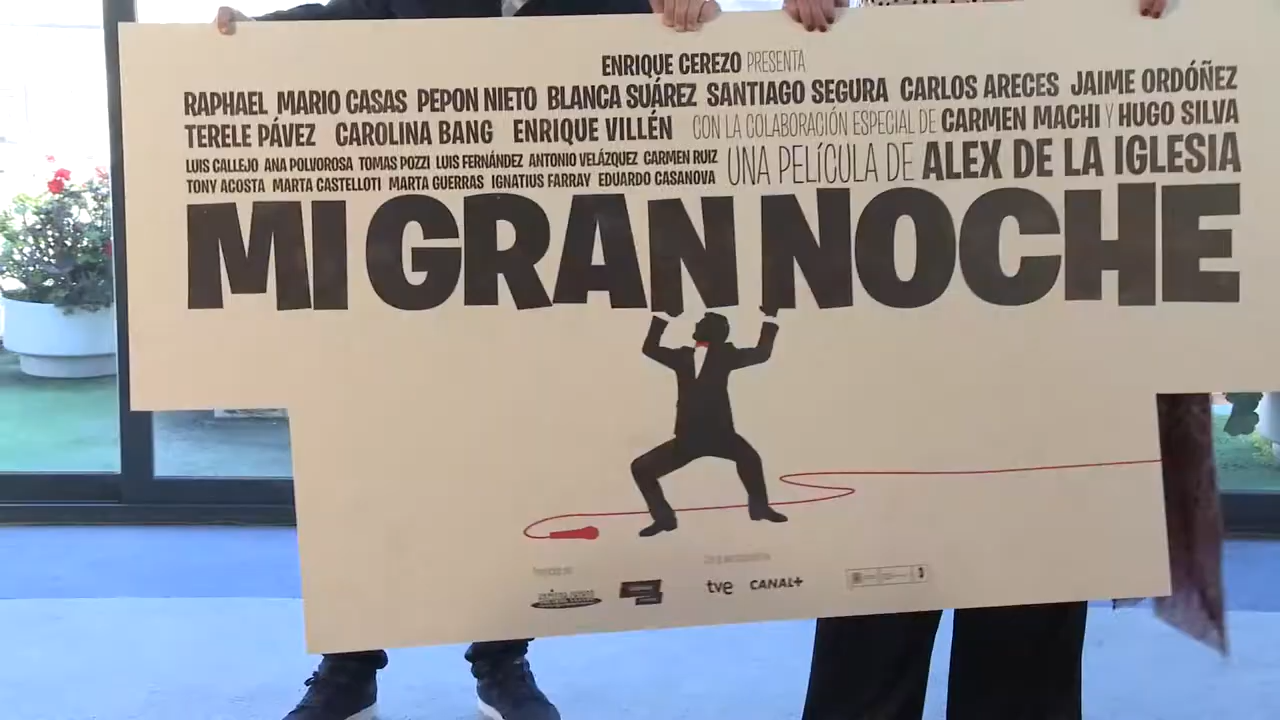 ENRIQUE CEREZO PRESENTA
RAPHAEL MARIO CASAS PEPON NIETO BLANCA SUÁREZ SANTIAGO SEGURA CARLOS ARECES JAIME ORDÓÑEZ
TERELE PÁVEZ CAROLINA BANG ENRIQUE VILLÉN CON LA COLABORACIÓN ESPECIAL DE CARMEN MACHI Y HUGO SILVA
LUIS CALLEJO ANA POLVOROSA TOMAS POZZI LUIS FERNÁNDEZ ANTONIO VELÁZQUEZ CARMEN RUIZ
TONY ACOSTA MARTA CASTELLOTI MARTA GUERRAS IGNATIUS FARRAY EDUARDO CASANOVA
UNA PELÍCULA DE ALEX DE LA IGLESIA
MI GRAN NOCHE
tve CANAL+